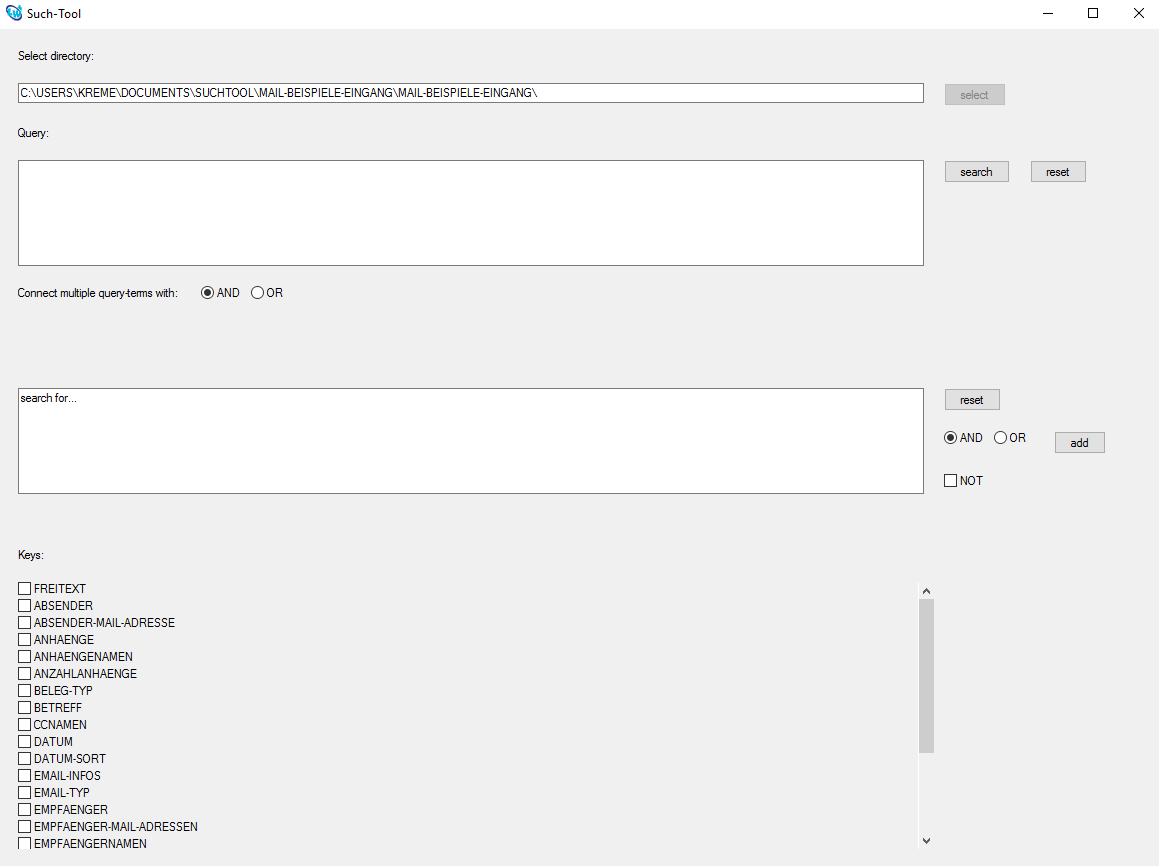 Such-Tool
Select directory:
C:\USERS\KREME\DOCUMENTS\SUCHTOOL\MAIL-BEISPIELE-EINGANG\MAIL-BEISPIELE-EINGANG\
select
Query:
search
reset
Connect multiple query-terms with:
AND
OR
search for...
reset
AND
OR
add
NOT
Keys:
FREITEXT
ABSENDER
ABSENDER-MAIL-ADRESSE
ANHAENGE
ANHAENGENAMEN
ANZAHLANHAENGE
BELEG-TYP
BETREFF
CCNAMEN
DATUM
DATUM-SORT
EMAIL-INFOS
EMAIL-TYP
EMPFAENGER
EMPFAENGER-MAIL-ADRESSEN
EMPFAENGERNAMEN